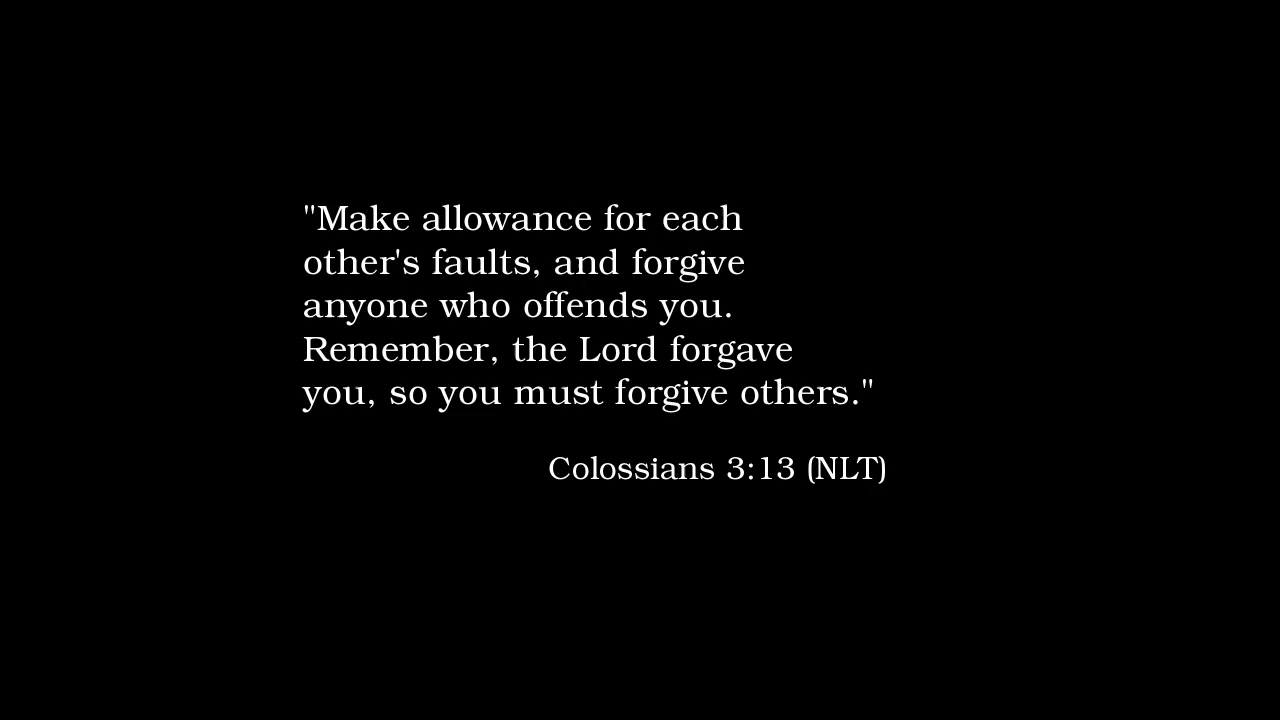 "Make allowance for each
other's faults, and forgive
anyone who offends you.
Remember, the Lord forgave
you, so you must forgive others."
Colossians 3:13 (NLT)